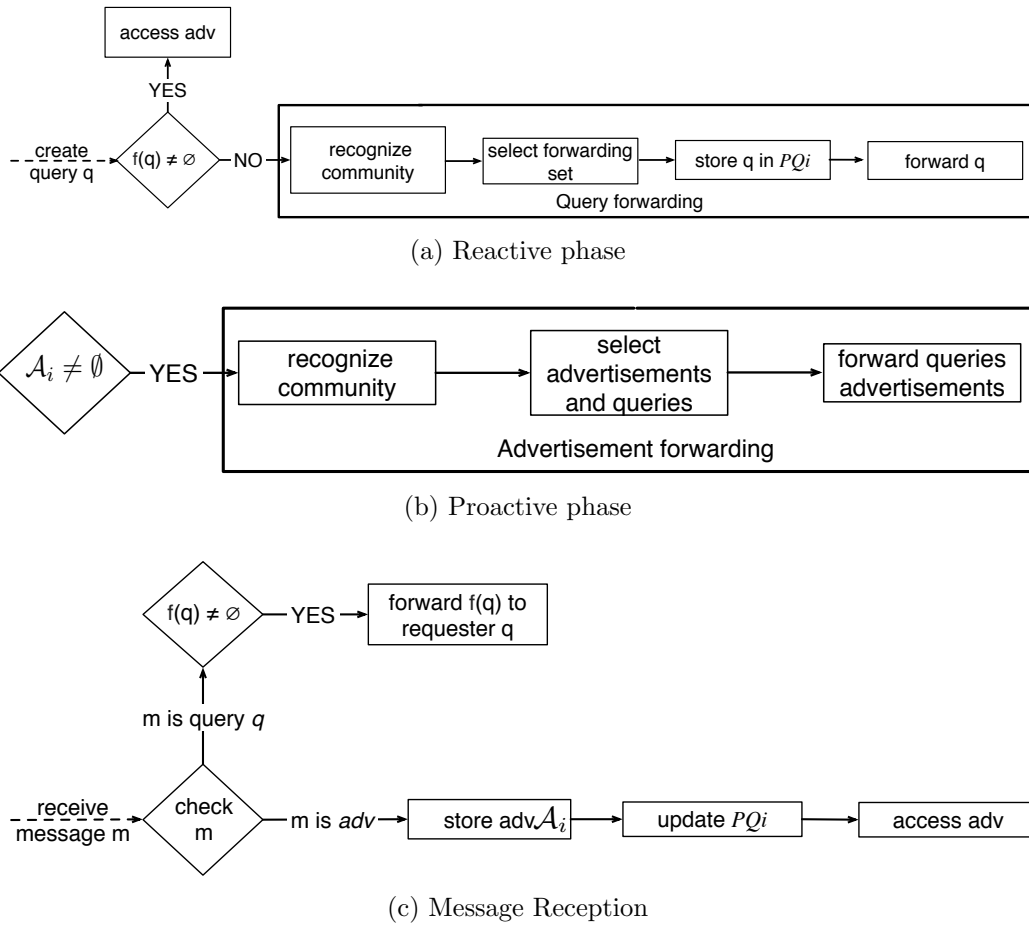 access adv
YES
create
query q
f(q) ≠ ∅
NO
recognize
community
select forwarding
set
store q in PQi
forward q
Query forwarding
(a) Reactive phase
𝒜i ≠ ∅
YES
recognize
community
select
advertisements
and queries
forward queries
advertisements
Advertisement forwarding
(b) Proactive phase
f(q) ≠ ∅
YES
forward f(q) to
requester q
m is query q
receive
message m
check
m
m is adv
store adv 𝒜i
update PQi
access adv
(c) Message Reception